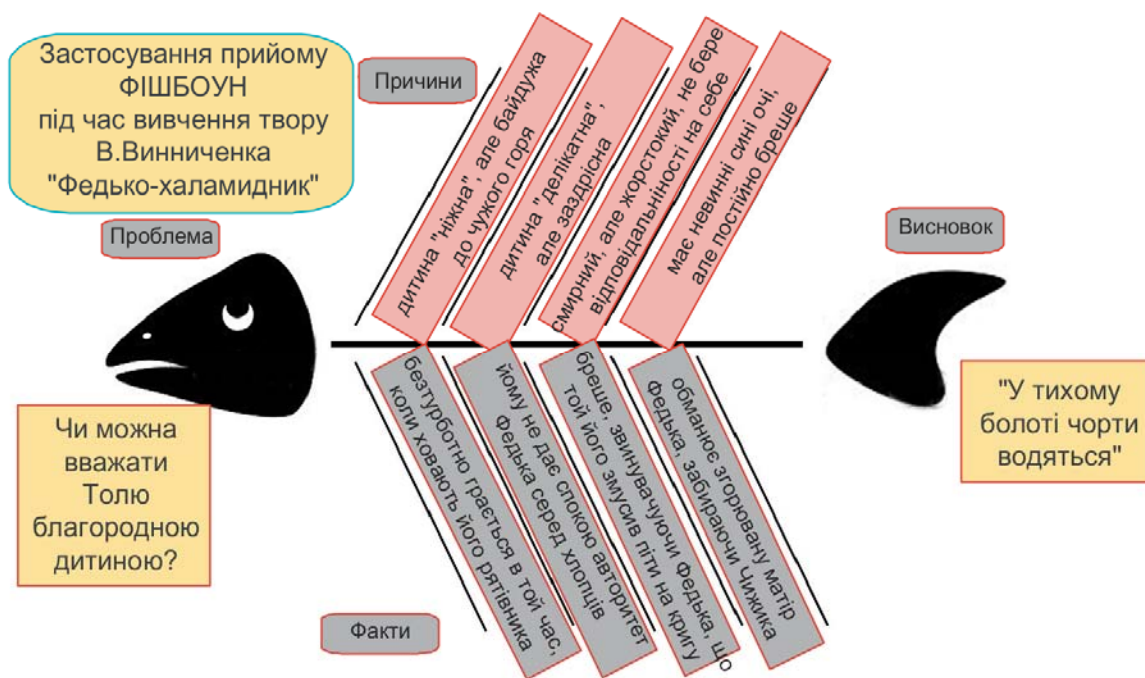 Застосування прийому
ФІШБОУН
під час вивчення твору
В.Винниченка
"Федько-халамидник"
Причини
Проблема
дитина "ніжна", але байдужа
до чужого горя
дитина "делікатна",
але заздрісна
смирний, але жорстокий, не бере
відповідальніності на себе
має невинні сині очі,
але постійно бреше
Висновок
Чи можна
вважати
Толю
благородною
дитиною?
безтурботно грається в той час,
коли ховають його рятівника
йому не дає спокою авторитет
Федька серед хлопців
бреше, звинувачуючи Федька, що
той його змусив піти на кригу
обманює згорювану матір
Федька, забираючи Чижика
"У тихому
болоті чорти
водяться"
Факти